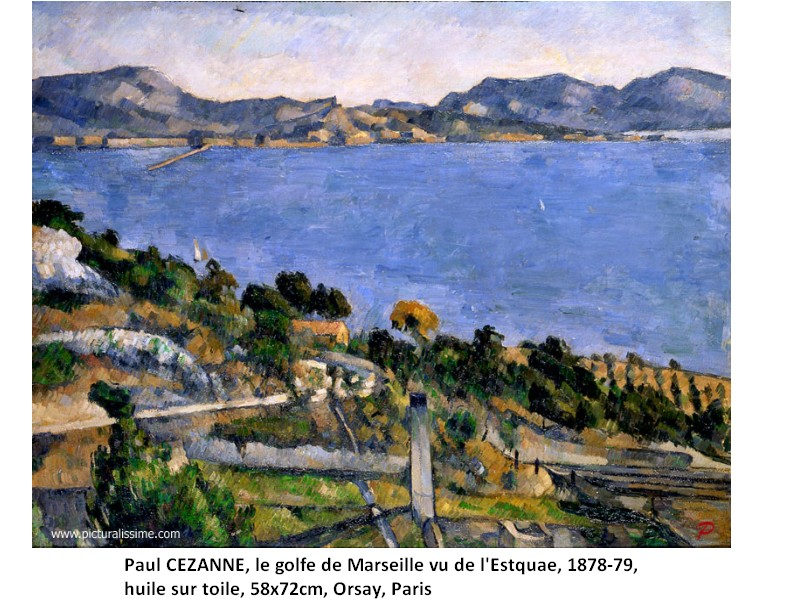 www.picturalissime.com
Paul CEZANNE, le golfe de Marseille vu de l'Estquae, 1878-79,
huile sur toile, 58x72cm, Orsay, Paris